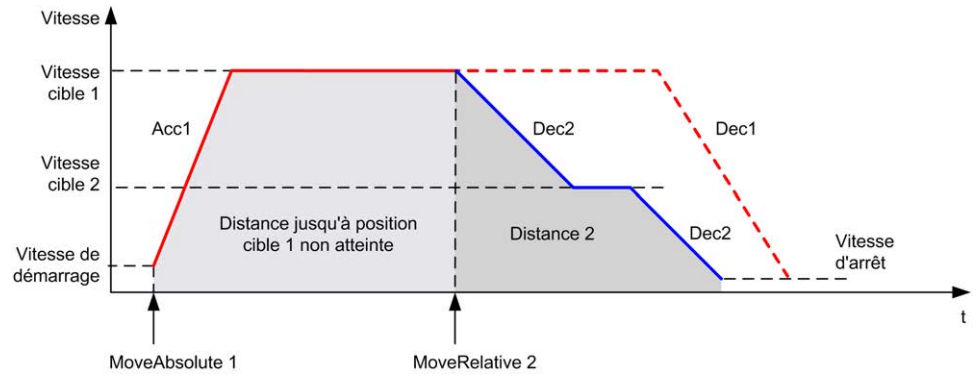 Vitesse
Vitesse
cible 1
Acc1
Dec2
Dec1
Vitesse
cible 2
Distance jusqu'à position
cible 1 non atteinte
Distance 2
Dec2
Vitesse
d'arrêt
Vitesse de
démarrage
t
MoveAbsolute 1
MoveRelative 2